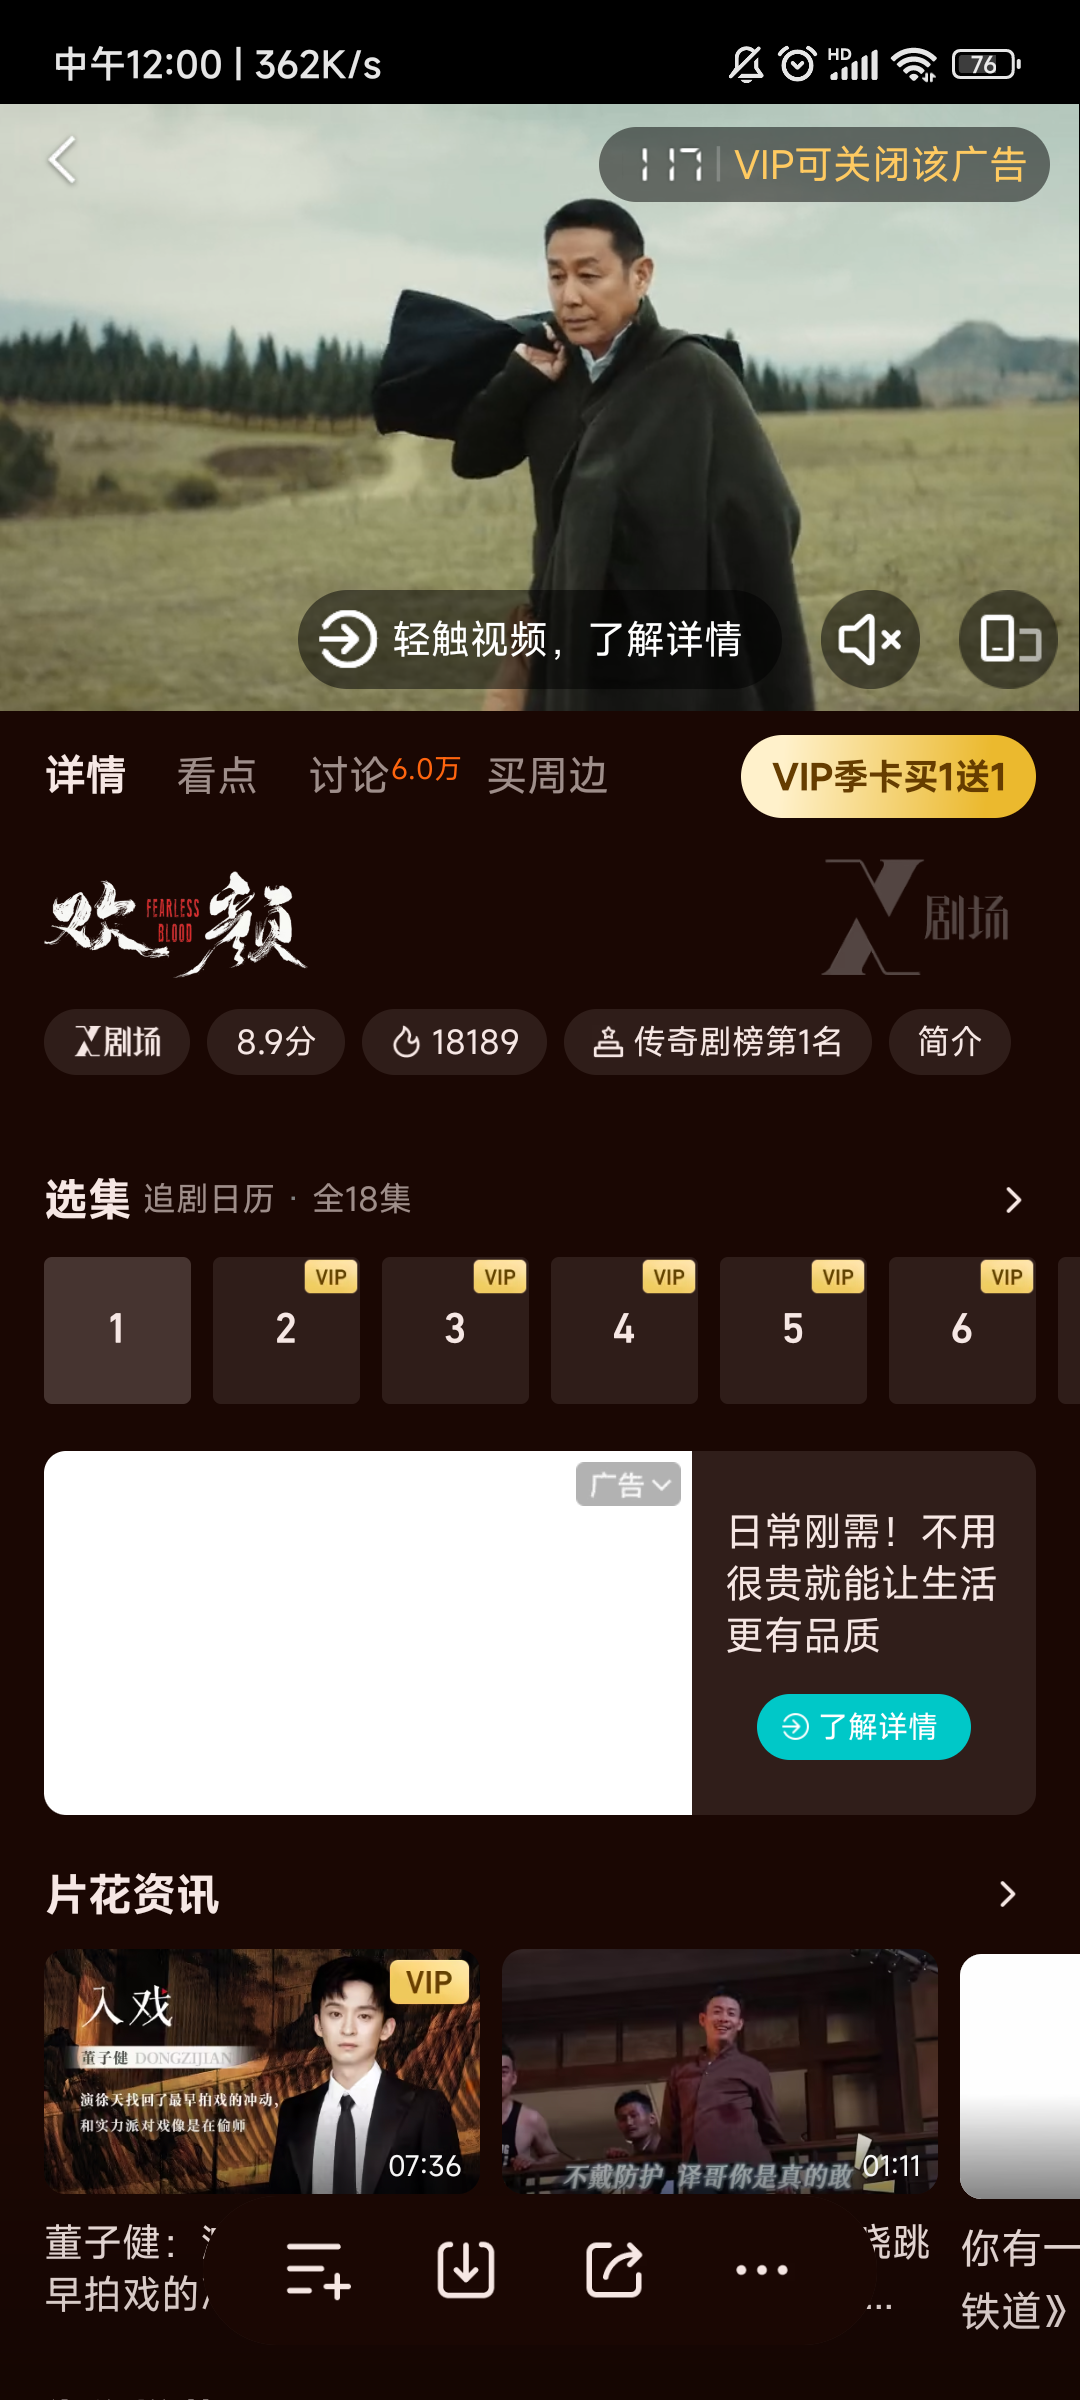 中午12:00 | 362K/s
HD
76
117 | VIP可关闭该广告
轻触视频，了解详情
详情 看点 讨论6.0万 买周边
VIP季卡买1送1
欢颜
FEARLESS
BLOOD
剧场
剧场 8.9分 18189 传奇剧榜第1名 简介
选集 追剧日历 · 全18集
VIP VIP VIP VIP VIP
1 2 3 4 5 6
广告
日常刚需！不用
很贵就能让生活
更有品质
了解详情
片花资讯
VIP
入戏
董子健 DONGZIJIAN
演徐天找回了最早拍戏的冲动，
和实力派对戏像是在偷师
07:36
不戴防护 译哥你是真的敢
01:11
董子健：
早拍戏的
跳
...
你有一
铁道》